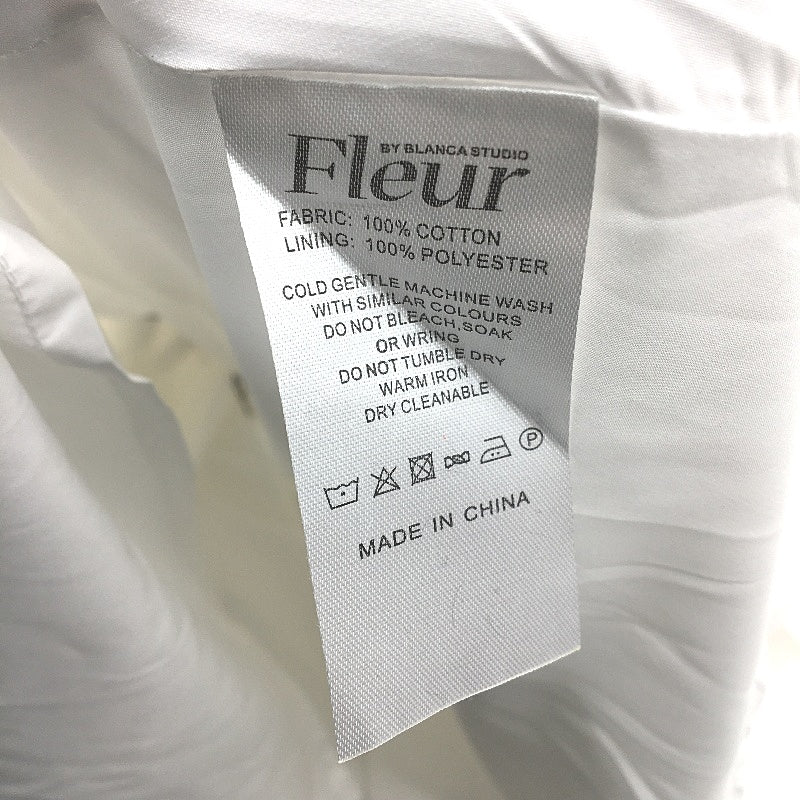 BY BLANCA STUDIO
Fleur
FABRIC: 100% COTTON
LINING: 100% POLYESTER
COLD GENTLE MACHINE WASH
WITH SIMILAR COLOURS
DO NOT BLEACH, SOAK
OR WRING
DO NOT TUMBLE DRY
WARM IRON
DRY CLEANABLE
P
MADE IN CHINA